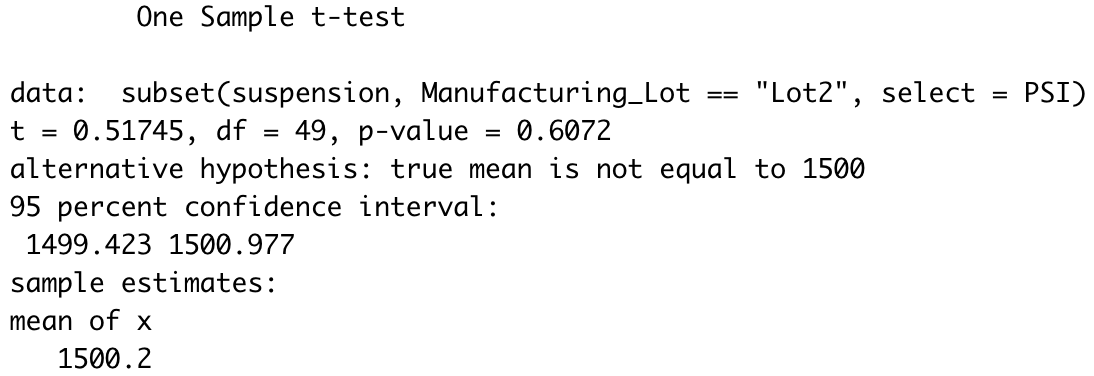 One Sample t-test
data:  subset(suspension, Manufacturing_Lot == "Lot2", select = PSI)
t = 0.51745, df = 49, p-value = 0.6072
alternative hypothesis: true mean is not equal to 1500
95 percent confidence interval:
1499.423 1500.977
sample estimates:
mean of x
1500.2